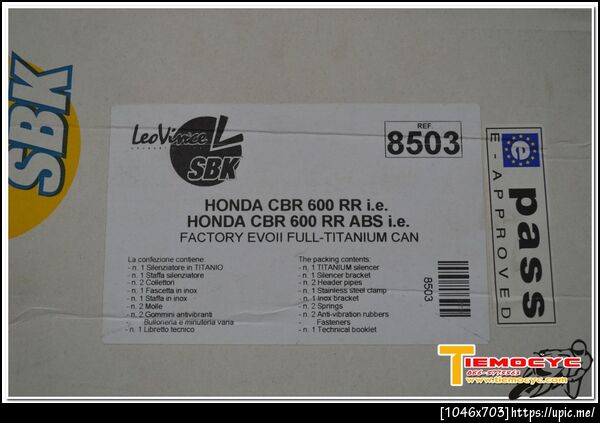 SBK
LeoVince
SBK
REF.
8503
HONDA CBR 600 RR i.e.
HONDA CBR 600 RR ABS i.e.
FACTORY EVOII FULL-TITANIUM CAN
La confezione contiene:
- n. 1 Silenziatore in TITANIO
- n. 1 Staffa silenziatore
- n. 2 Collettori
- n. 1 Fascetta in inox
- n. 1 Staffa in inox
- n. 2 Molle
- n. 2 Gommini antivibranti
- Bulloneria e minuteria varia
- n. 1 Libretto tecnico
The packing contents:
- n. 1 TITANIUM silencer
- n. 1 Silencer bracket
- n. 2 Header pipes
- n. 1 Stainless steel clamp
- n. 1 Inox bracket
- n. 2 Springs
- n. 2 Anti-vibration rubbers
- Fasteners
- n. 1 Technical booklet
8503
e pass
E-APPROVED
TIEMOCYC
www.tiemocyc.com
[1046x703]https://upic.me/